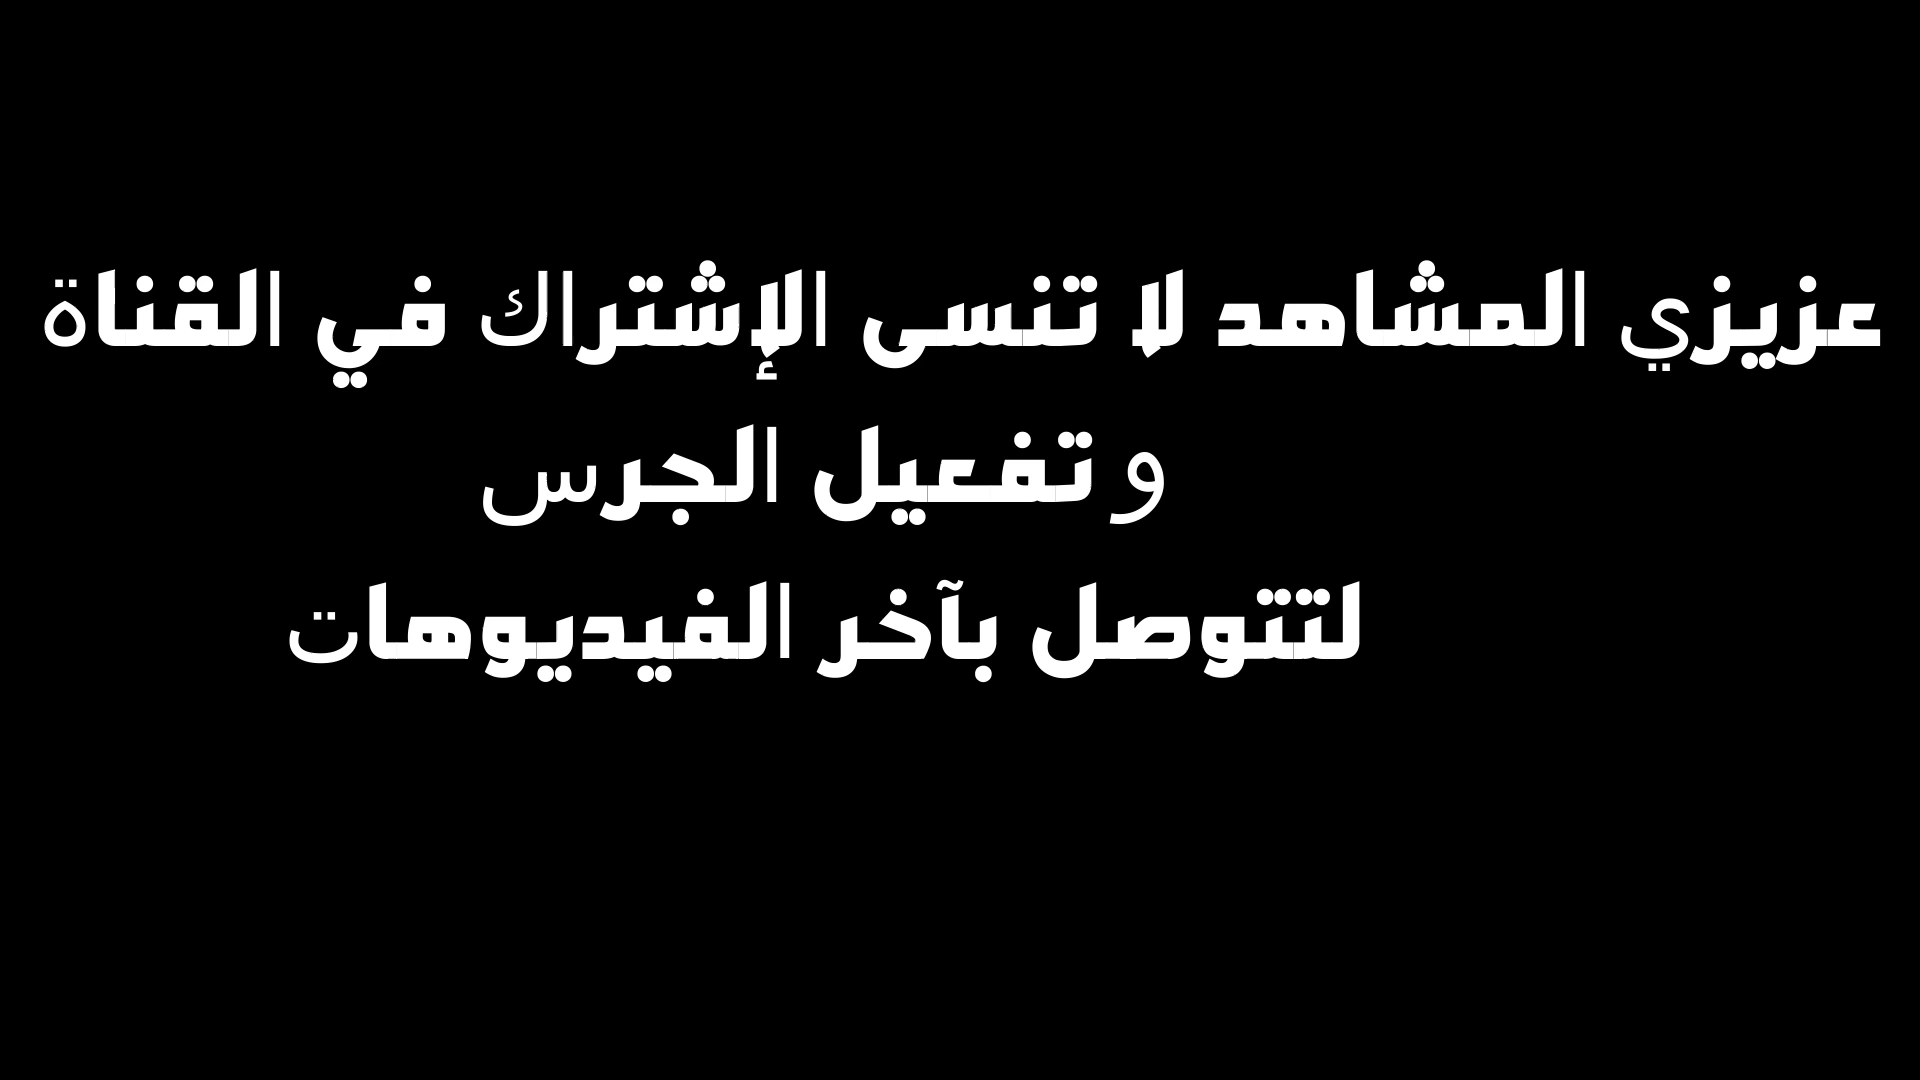 عزيزي المشاهد لا تنسى الإشتراك في القناة
و تفعيل الجرس
لتتوصل بآخر الفيديوهات